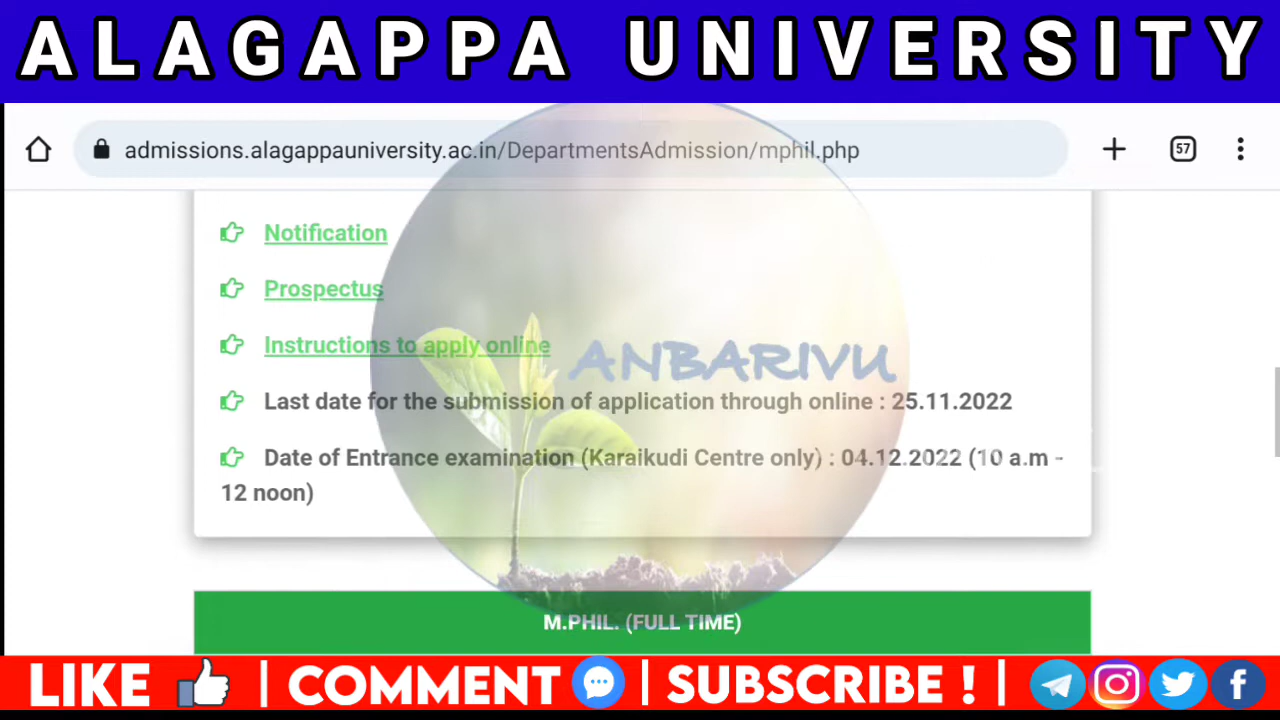 ALAGAPPA UNIVERSITY
admissions.alagappauniversity.ac.in/DepartmentsAdmission/mphil.php
57
Notification
Prospectus
Instructions to apply online
ANBARIVU
Last date for the submission of application through online : 25.11.2022
Date of Entrance examination (Karaikudi Centre only) : 04.12.2022 (10 a.m -
12 noon)
M.PHIL. (FULL TIME)
LIKE | COMMENT | SUBSCRIBE ! |